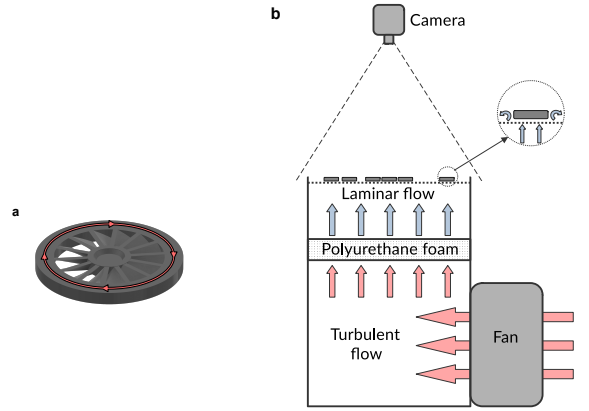 b
Camera
Laminar flow
a
Polyurethane foam
Turbulent
flow
Fan